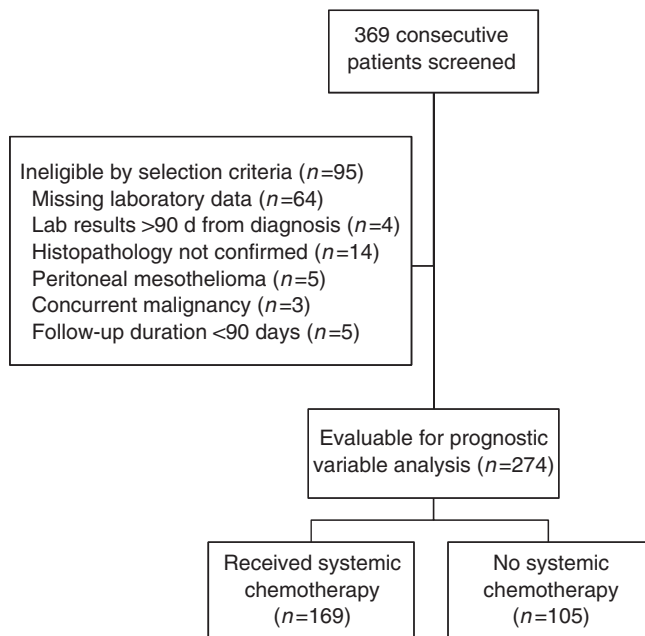 369 consecutive
patients screened
Ineligible by selection criteria (n=95)
Missing laboratory data (n=64)
Lab results >90 d from diagnosis (n=4)
Histopathology not confirmed (n=14)
Peritoneal mesothelioma (n=5)
Concurrent malignancy (n=3)
Follow-up duration <90 days (n=5)
Evaluable for prognostic
variable analysis (n=274)
Received systemic
chemotherapy
(n=169)
No systemic
chemotherapy
(n=105)